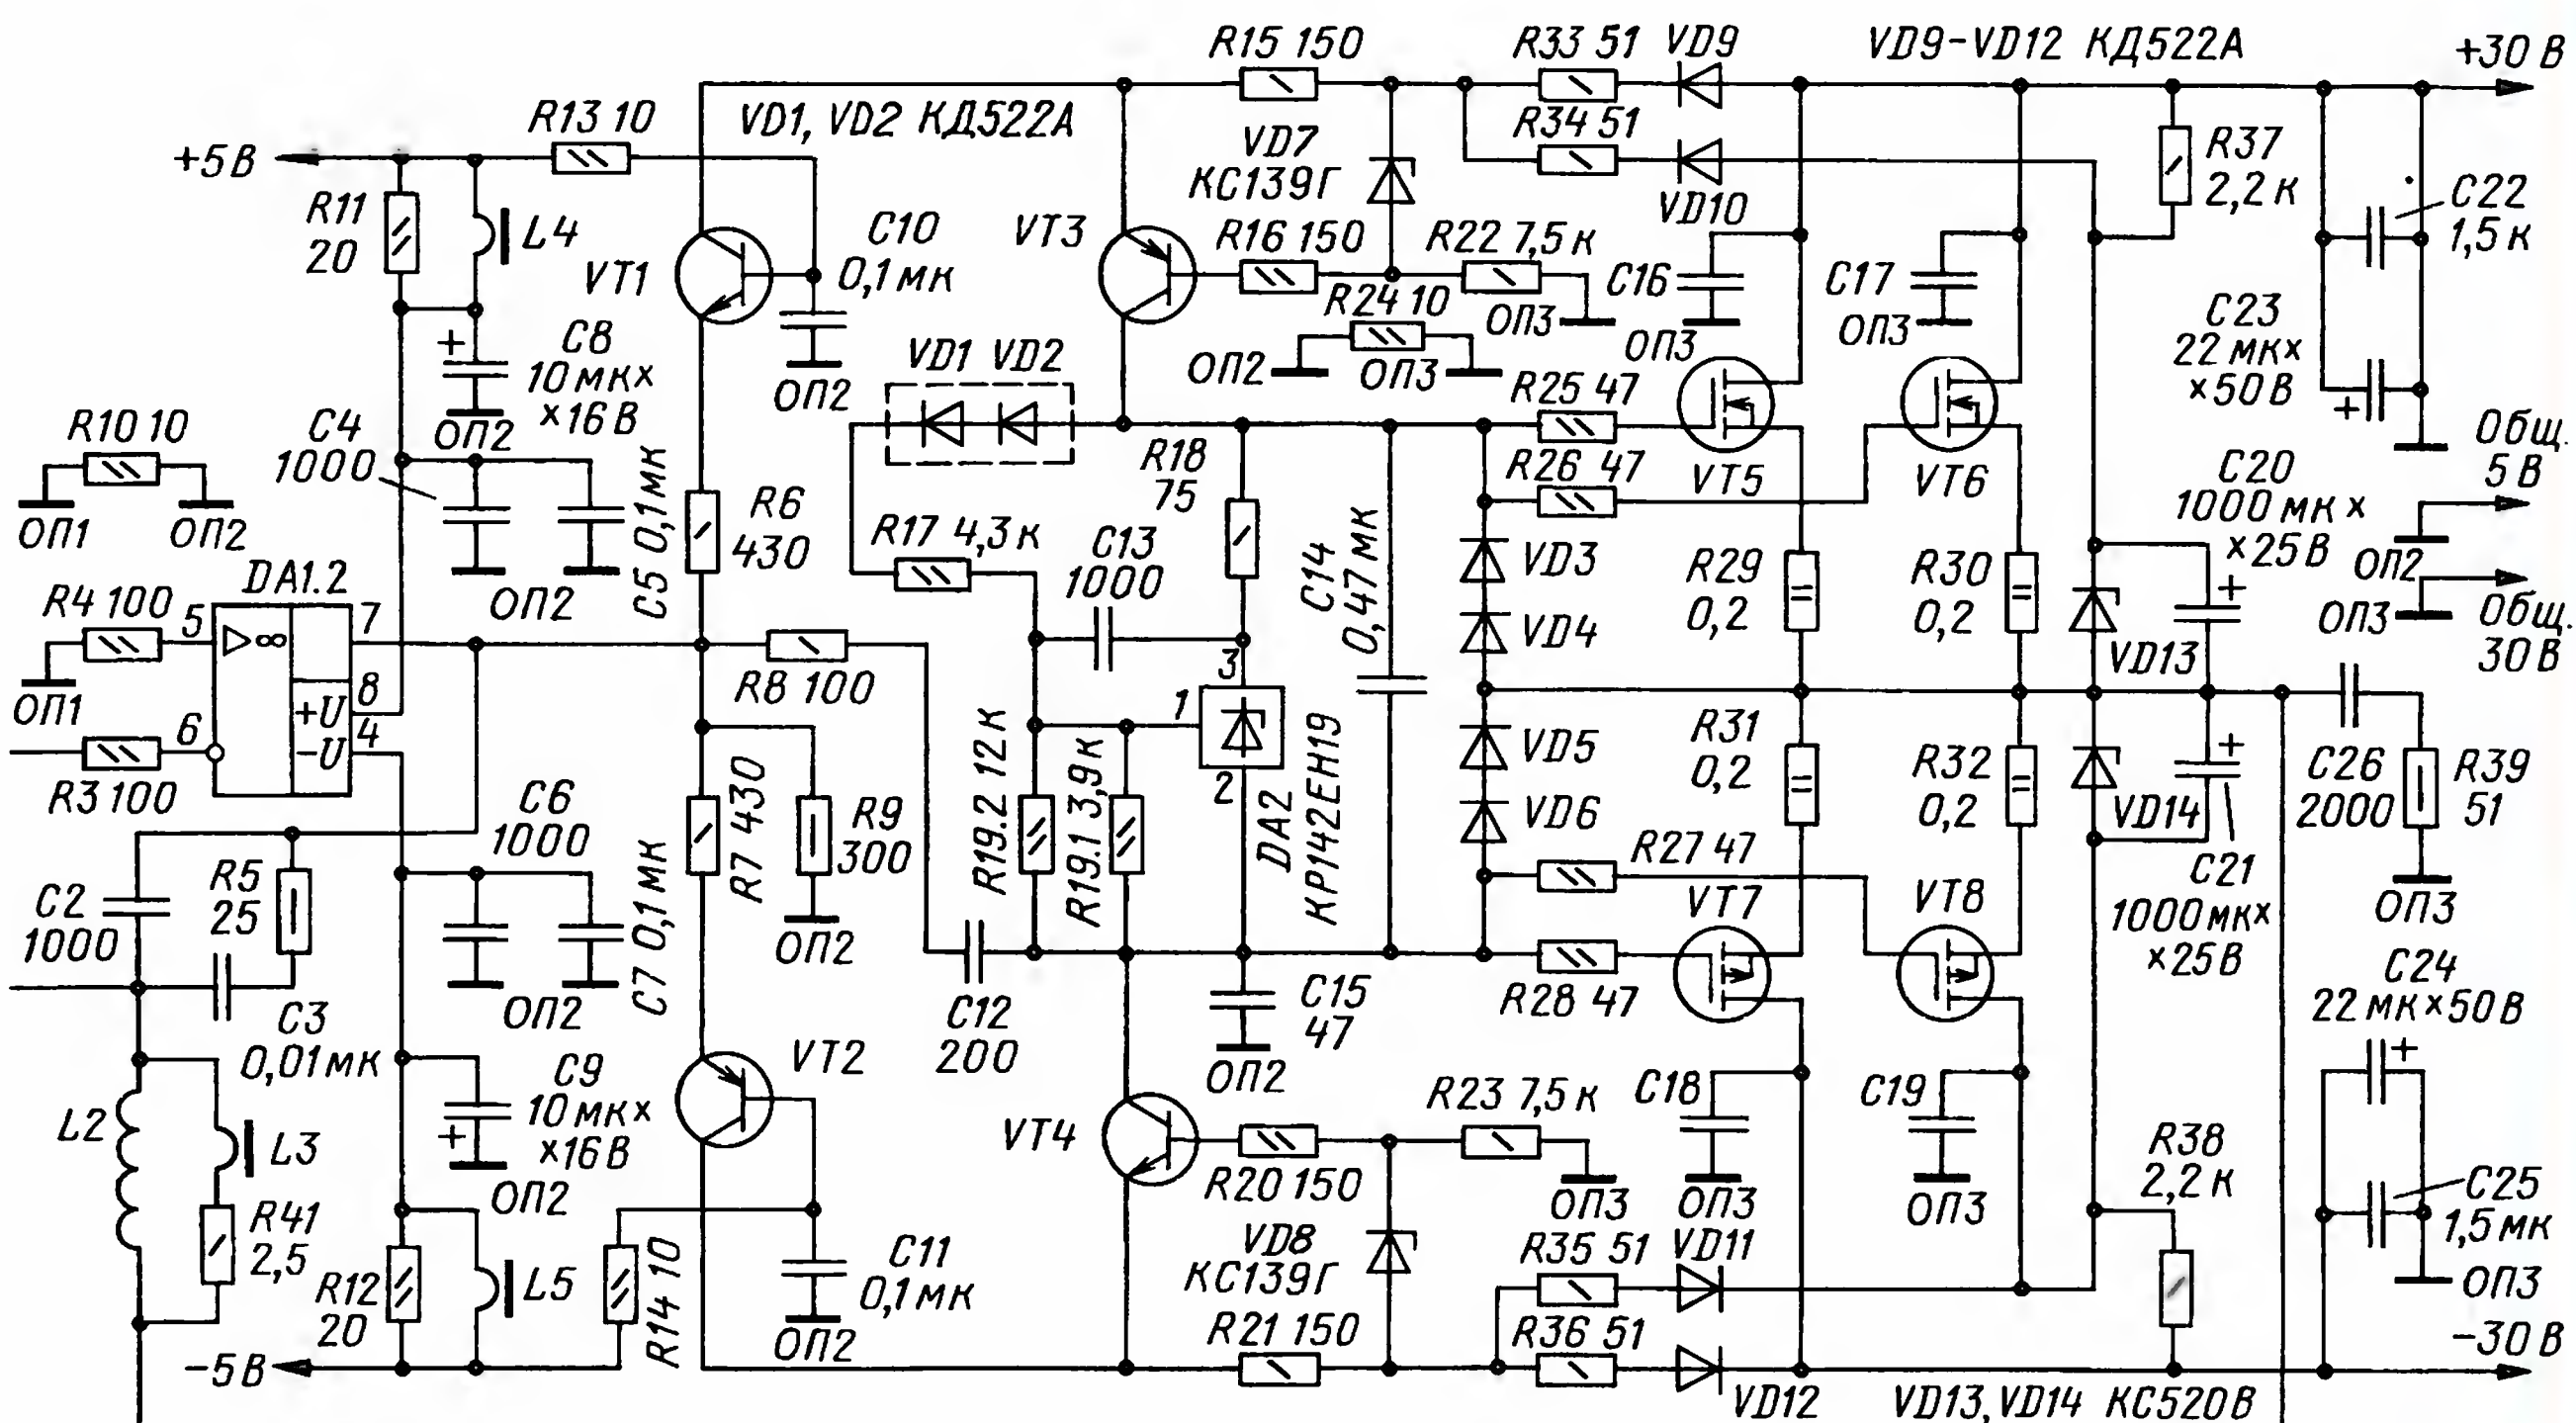 R15 150
R33 51
VD9
VD9-VD12 КД522А
+30 В
R13 10
VD1, VD2 КД522А
R34 51
+5 В
VD7
КС139Г
R37
2,2 к
C22
1,5 к
R11
20
L4
VT1
C10
0,1 мк
VT3
R16 150
R22 7,5 к
VD10
C16
C17
R24 10
ОП3
ОП3
ОП3
C23
22 мк×
×50 В
C8
10 мк×
×16 В
ОП2
VD1 VD2
ОП2
ОП3
ОП2
R10 10
ОП1
ОП2
C4
1000
C5 0,1 мк
R6
430
R18
75
R25 47
R26 47
VT5
VT6
C20
1000 мк ×
×25 В
Общ.
5 В
ОП2
Общ.
30 В
ОП3
R17 4,3 к
C13
1000
C14
0,47 мк
VD3
VD4
R29
0,2
R30
0,2
VD13
DA1.2
R4 100
5
▷∞
7
ОП2
ОП1
8
+U
4
-U
6
R3 100
R8 100
3
1
2
DA2
КР142ЕН19
R19.2 12 к
R19.1 3,9 к
VD5
VD6
R31
0,2
R32
0,2
VD14
C26
2000
R39
51
ОП3
C6
1000
C7 0,1 мк
R7 430
R9
300
ОП2
R27 47
VT7
VT8
C21
1000 мк×
×25 В
C2
1000
R5
25
C3
0,01 мк
ОП2
C12
200
C15
47
ОП2
R28 47
C24
22 мк×50 В
C9
10 мк×
×16 В
ОП2
VT2
VT4
R23 7,5 к
C18
C19
R38
2,2 к
L2
L3
R41
2,5
R20 150
ОП3
ОП3
ОП3
C25
1,5 мк
ОП3
R12
20
L5
R14 10
C11
0,1 мк
ОП2
VD8
КС139Г
R35 51
VD11
-5 В
R21 150
R36 51
VD12
VD13, VD14 КС520В
-30 В